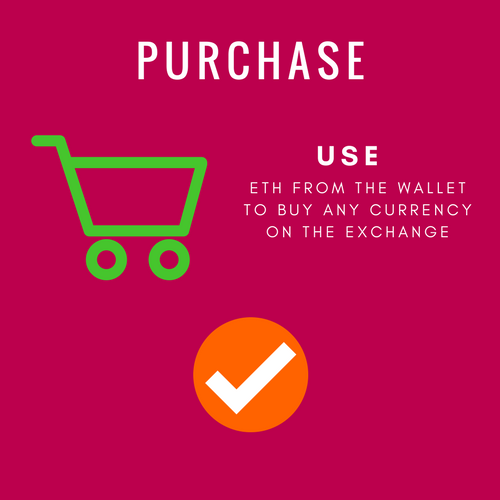 PURCHASE
USE
ETH FROM THE WALLET
TO BUY ANY CURRENCY
ON THE EXCHANGE